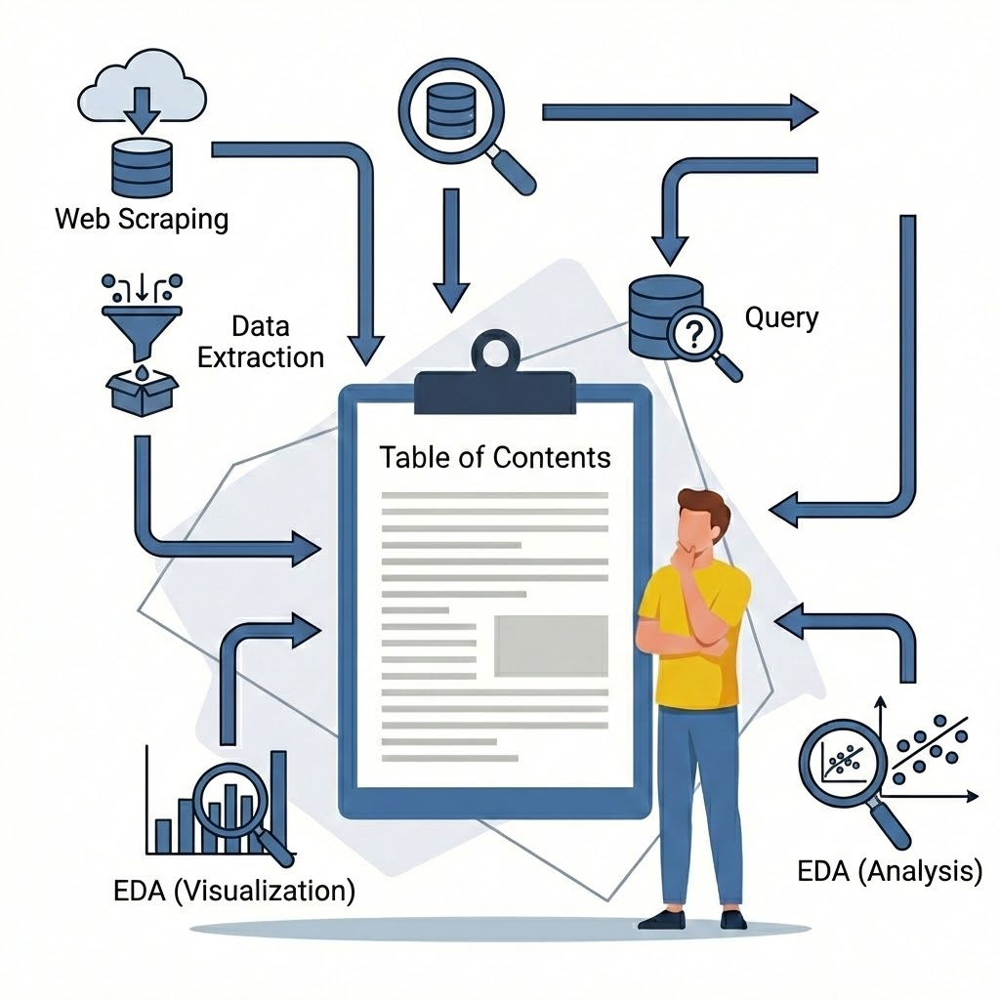 Web Scraping
Data
Extraction
Query
Table of Contents
?
EDA (Visualization)
EDA (Analysis)